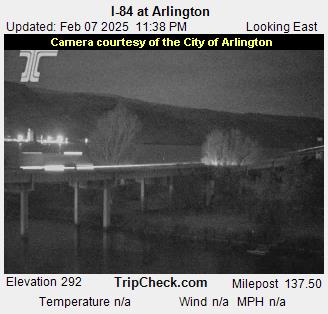 I-84 at Arlington
Updated: Feb 07 2025 11:38 PM Looking East
Camera courtesy of the City of Arlington
Elevation 292 TripCheck.com Milepost 137.50
Temperature n/a Wind n/a MPH n/a